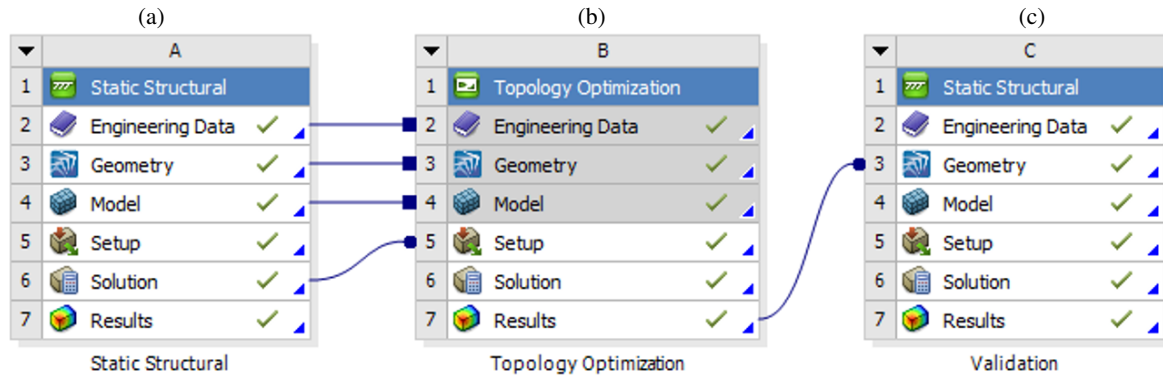 (a) (b) (c)
A B C
1 Static Structural 1 Topology Optimization 1 Static Structural
2 Engineering Data 2 Engineering Data 2 Engineering Data
3 Geometry 3 Geometry 3 Geometry
4 Model 4 Model 4 Model
5 Setup 5 Setup 5 Setup
6 Solution 6 Solution 6 Solution
7 Results 7 Results 7 Results
Static Structural Topology Optimization Validation